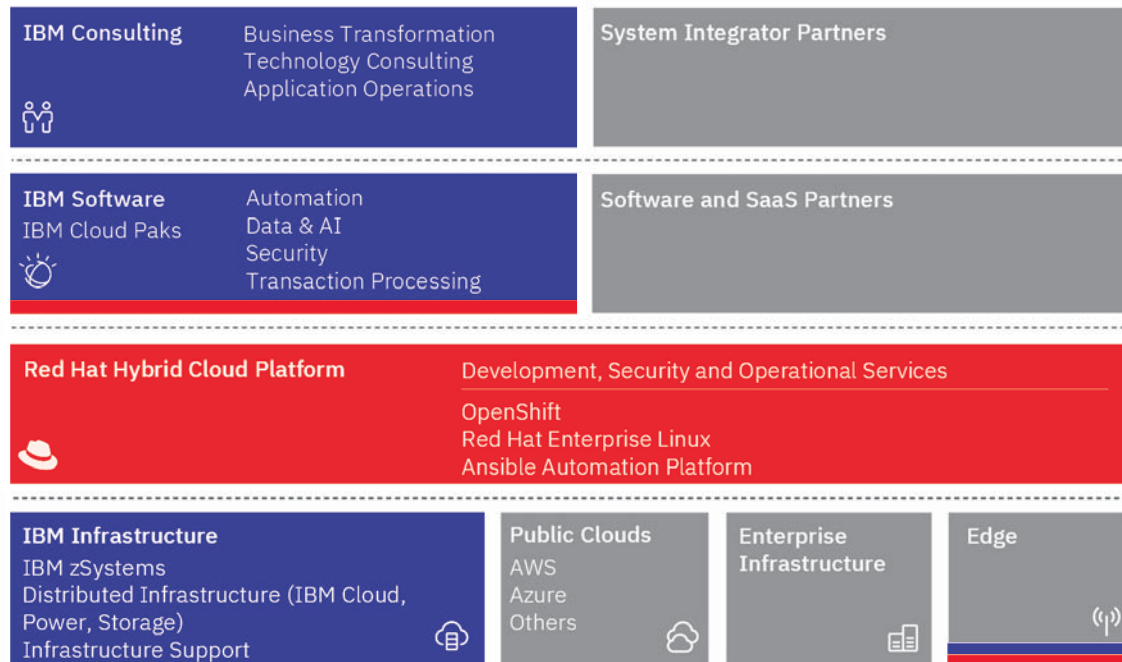 IBM Consulting
Business Transformation
Technology Consulting
Application Operations
System Integrator Partners
IBM Software
IBM Cloud Paks
Automation
Data & AI
Security
Transaction Processing
Software and SaaS Partners
Red Hat Hybrid Cloud Platform
Development, Security and Operational Services
OpenShift
Red Hat Enterprise Linux
Ansible Automation Platform
IBM Infrastructure
IBM zSystems
Distributed Infrastructure (IBM Cloud,
Power, Storage)
Infrastructure Support
Public Clouds
AWS
Azure
Others
Enterprise
Infrastructure
Edge